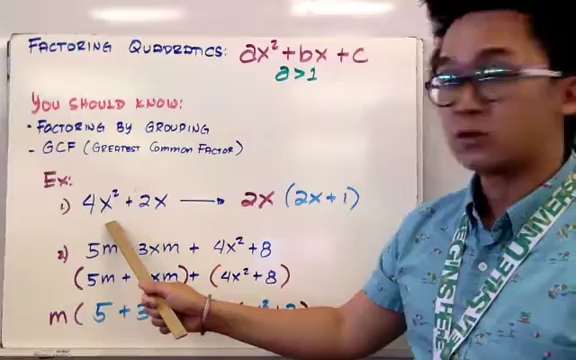 FACTORING QUADRATICS: ax² + bx + c
a > 1
YOU SHOULD KNOW:
• FACTORING BY GROUPING
- GCF (GREATEST COMMON FACTOR)
Ex:
1) 4x² + 2x → 2x (2x + 1)
2) 5m 3xm + 4x² + 8
(5m + xm) + (4x² + 8)
m ( 5 + 3
UNIVERS